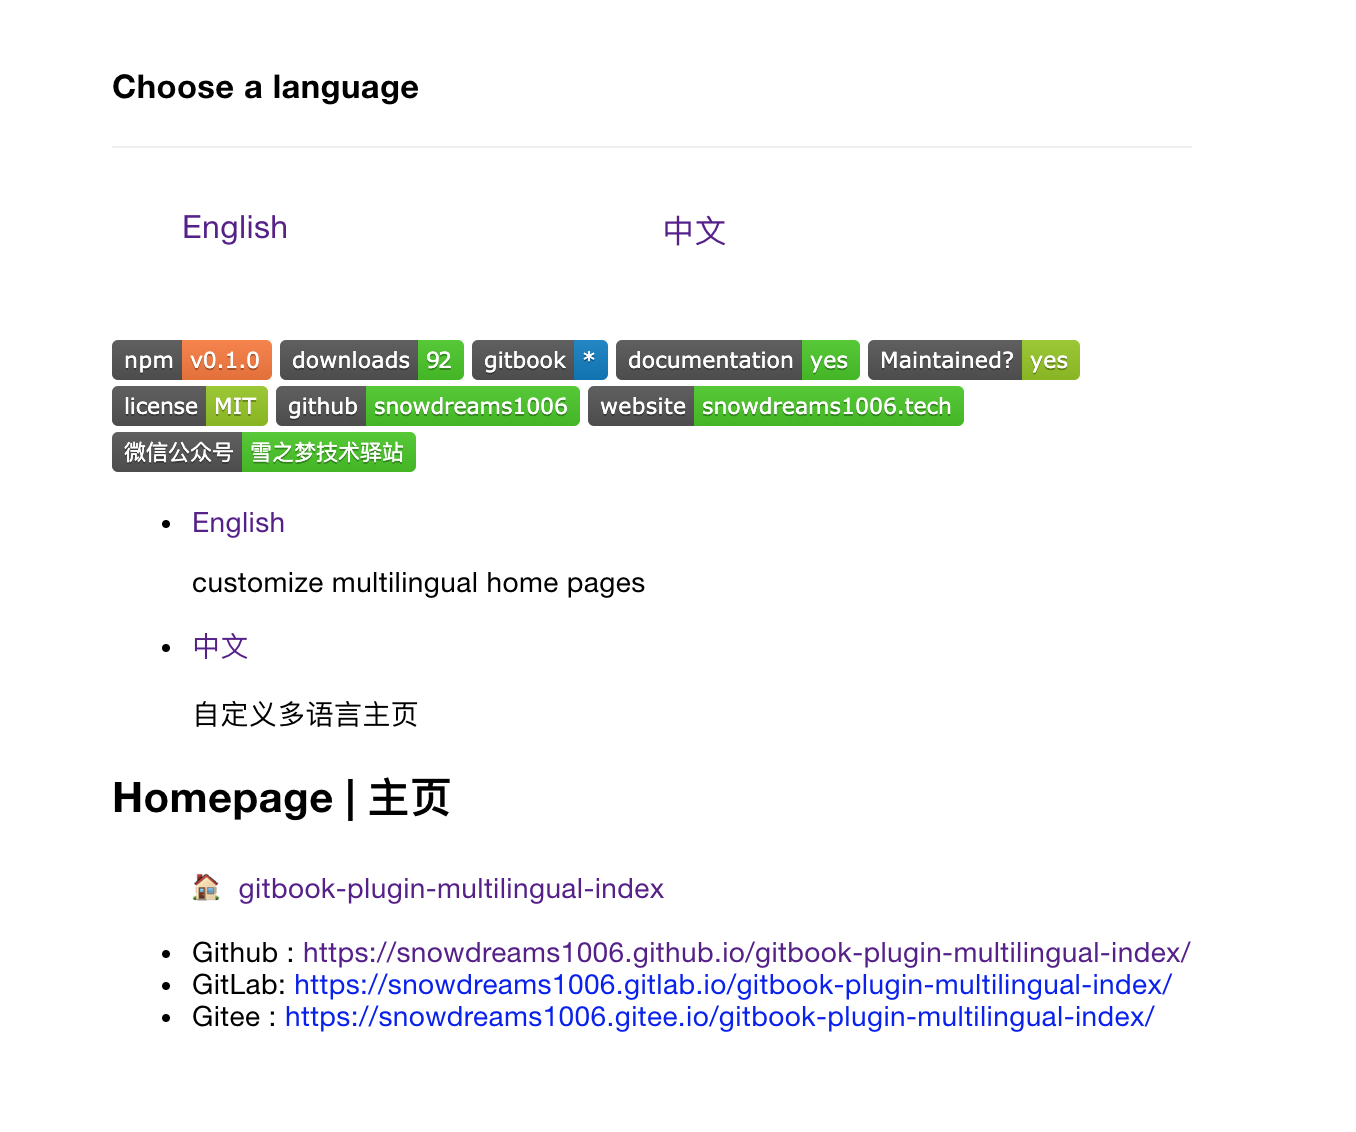 Choose a language
English 中文
npm v0.1.0 downloads 92 gitbook * documentation yes Maintained? yes
license MIT github snowdreams1006 website snowdreams1006.tech
微信公众号 雪之梦技术驿站
• English
customize multilingual home pages
• 中文
自定义多语言主页
Homepage | 主页
🏠 gitbook-plugin-multilingual-index
• Github : https://snowdreams1006.github.io/gitbook-plugin-multilingual-index/
• GitLab: https://snowdreams1006.gitlab.io/gitbook-plugin-multilingual-index/
• Gitee : https://snowdreams1006.gitee.io/gitbook-plugin-multilingual-index/